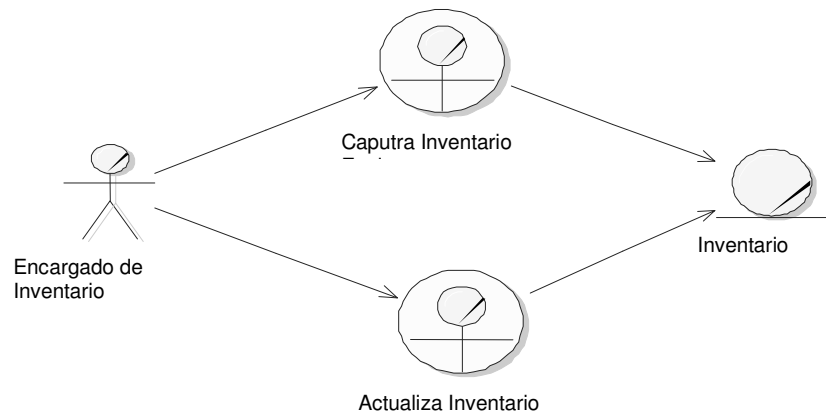 Caputra Inventario
Encargado de
Inventario
Inventario
Actualiza Inventario